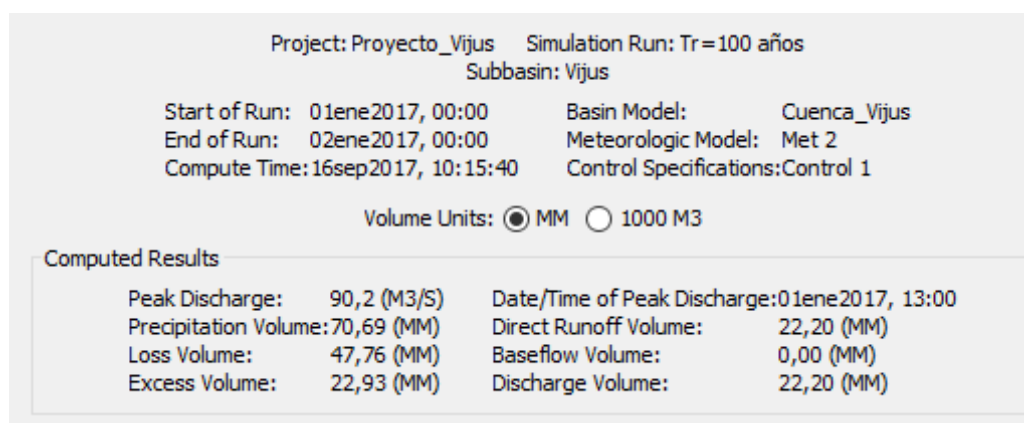 Project: Proyecto_Vijus Simulation Run: Tr=100 años
Subbasin: Vijus
Start of Run: 01ene2017, 00:00 Basin Model: Cuenca_Vijus
End of Run: 02ene2017, 00:00 Meteorologic Model: Met 2
Compute Time:16sep2017, 10:15:40 Control Specifications:Control 1
Volume Units: MM 1000 M3
Computed Results
Peak Discharge: 90,2 (M3/S) Date/Time of Peak Discharge:01ene2017, 13:00
Precipitation Volume:70,69 (MM) Direct Runoff Volume: 22,20 (MM)
Loss Volume: 47,76 (MM) Baseflow Volume: 0,00 (MM)
Excess Volume: 22,93 (MM) Discharge Volume: 22,20 (MM)